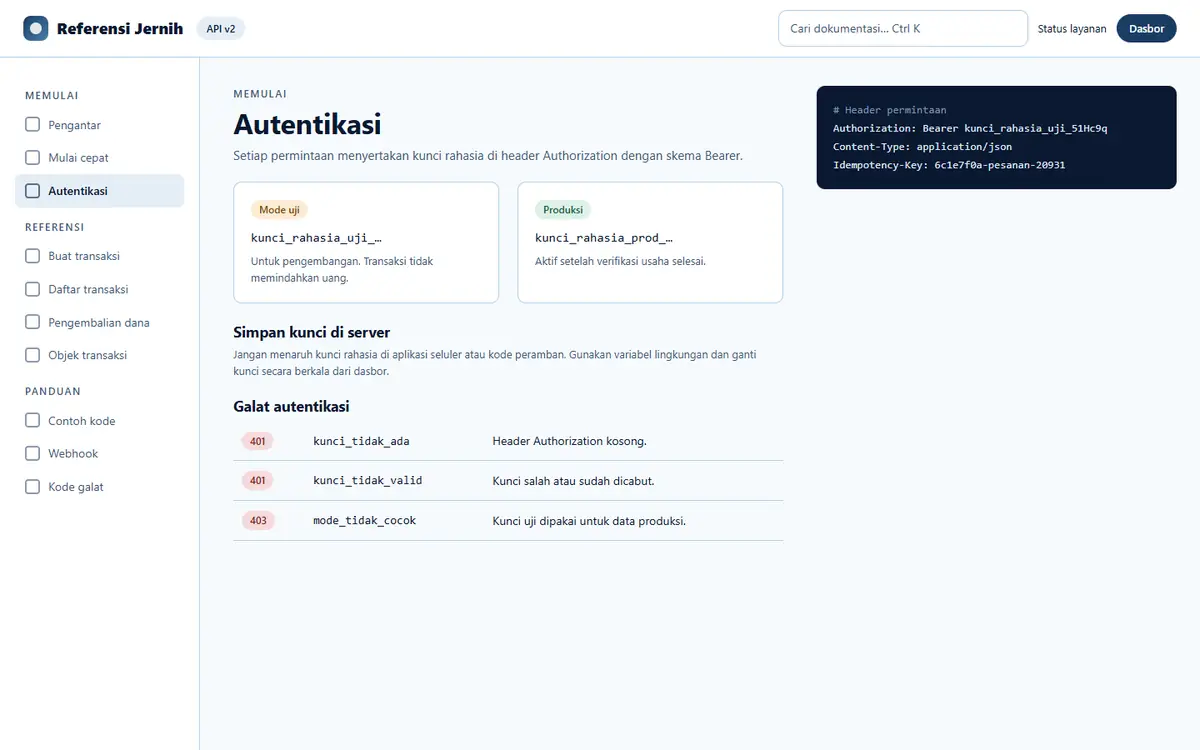 Referensi Jernih
API v2
Cari dokumentasi... Ctrl K
Status layanan
Dasbor
MEMULAI
Pengantar
Mulai cepat
Autentikasi
REFERENSI
Buat transaksi
Daftar transaksi
Pengembalian dana
Objek transaksi
PANDUAN
Contoh kode
Webhook
Kode galat
MEMULAI
Autentikasi
Setiap permintaan menyertakan kunci rahasia di header Authorization dengan skema Bearer.
Mode uji
kunci_rahasia_uji_…
Untuk pengembangan. Transaksi tidak
memindahkan uang.
Produksi
kunci_rahasia_prod_…
Aktif setelah verifikasi usaha selesai.
Simpan kunci di server
Jangan menaruh kunci rahasia di aplikasi seluler atau kode peramban. Gunakan variabel lingkungan dan ganti
kunci secara berkala dari dasbor.
Galat autentikasi
401 kunci_tidak_ada Header Authorization kosong.
401 kunci_tidak_valid Kunci salah atau sudah dicabut.
403 mode_tidak_cocok Kunci uji dipakai untuk data produksi.
# Header permintaan
Authorization: Bearer kunci_rahasia_uji_51Hc9q
Content-Type: application/json
Idempotency-Key: 6c1e7f0a-pesanan-20931